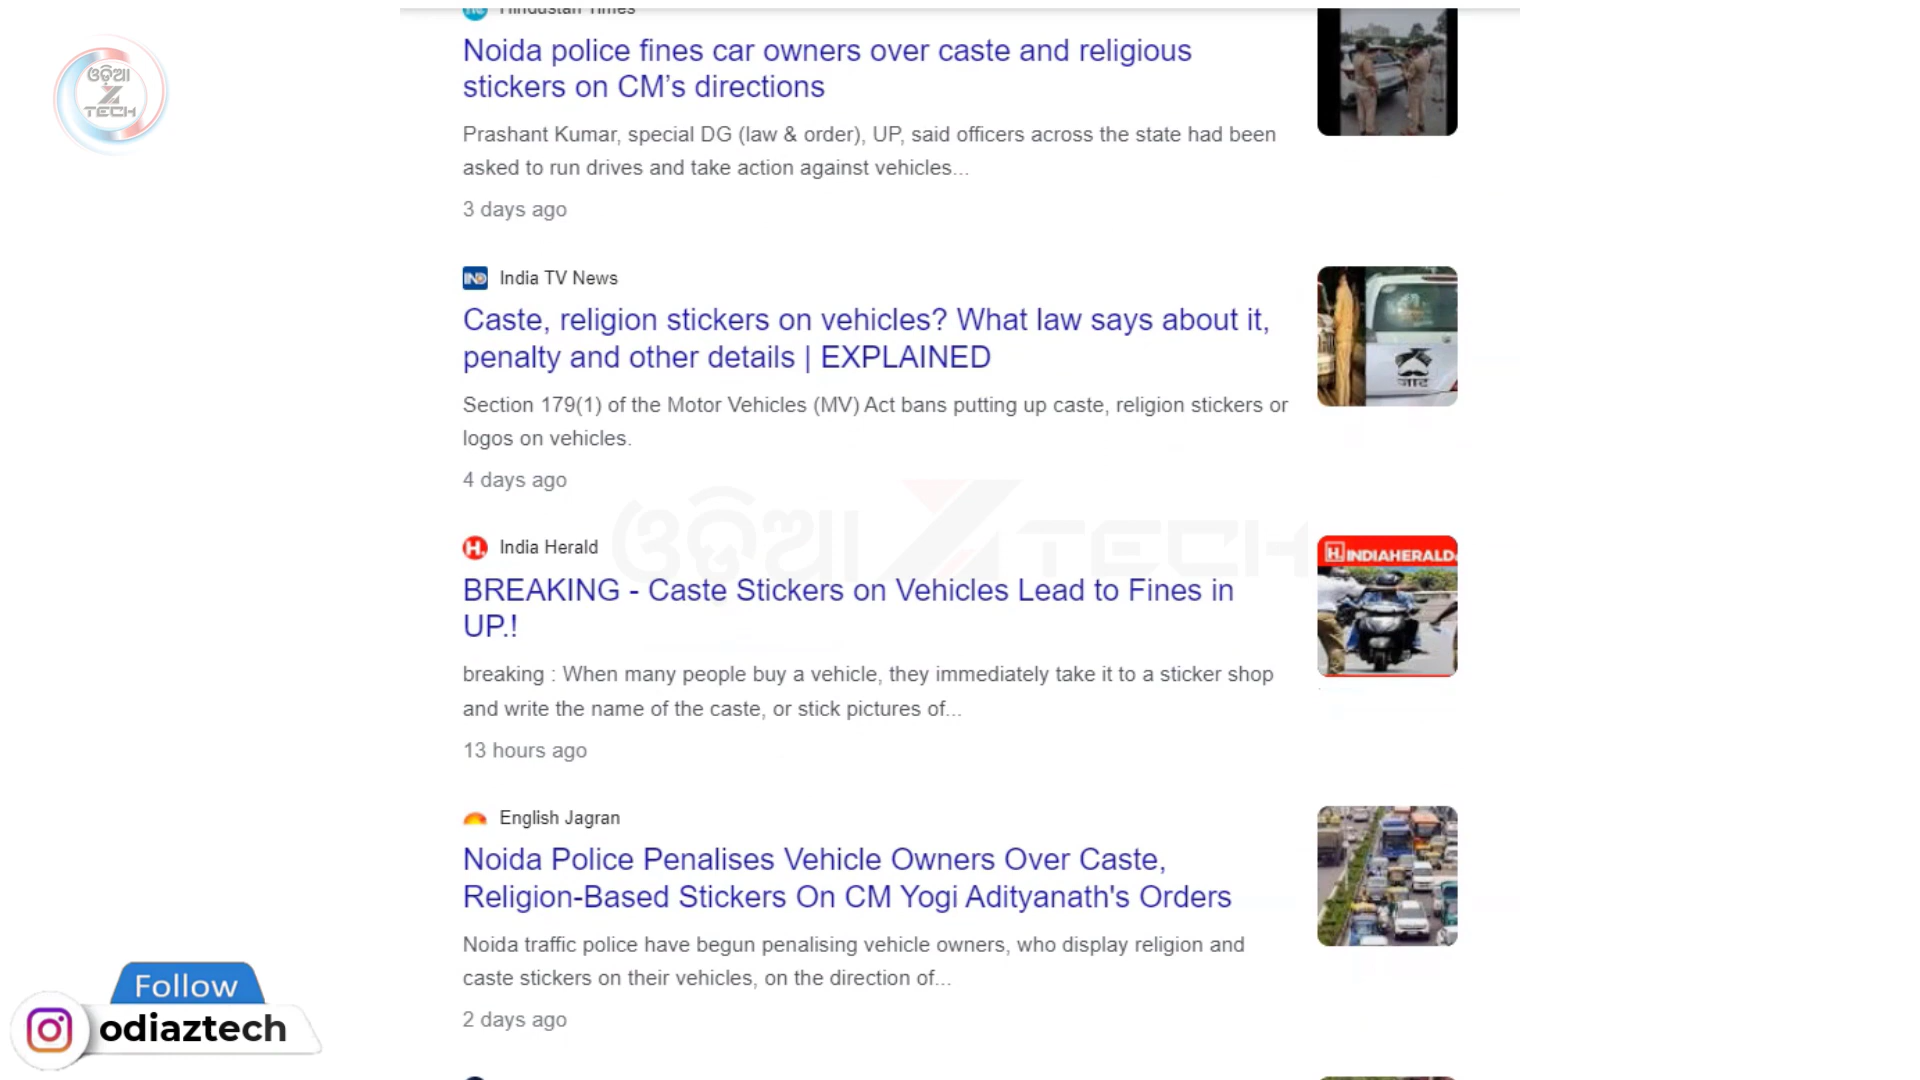 Hindustan Times
Noida police fines car owners over caste and religious
stickers on CM’s directions
Prashant Kumar, special DG (law & order), UP, said officers across the state had been
asked to run drives and take action against vehicles...
3 days ago
India TV News
Caste, religion stickers on vehicles? What law says about it,
penalty and other details | EXPLAINED
Section 179(1) of the Motor Vehicles (MV) Act bans putting up caste, religion stickers or
logos on vehicles.
4 days ago
जाट
India Herald
BREAKING - Caste Stickers on Vehicles Lead to Fines in
UP.!
breaking : When many people buy a vehicle, they immediately take it to a sticker shop
and write the name of the caste, or stick pictures of...
13 hours ago
H INDIAHERALD
English Jagran
Noida Police Penalises Vehicle Owners Over Caste,
Religion-Based Stickers On CM Yogi Adityanath's Orders
Noida traffic police have begun penalising vehicle owners, who display religion and
caste stickers on their vehicles, on the direction of...
2 days ago
ଓଡ଼ିଆ
Z
TECH
ଓଡ଼ିଆ Z TECH
Follow
odiaztech